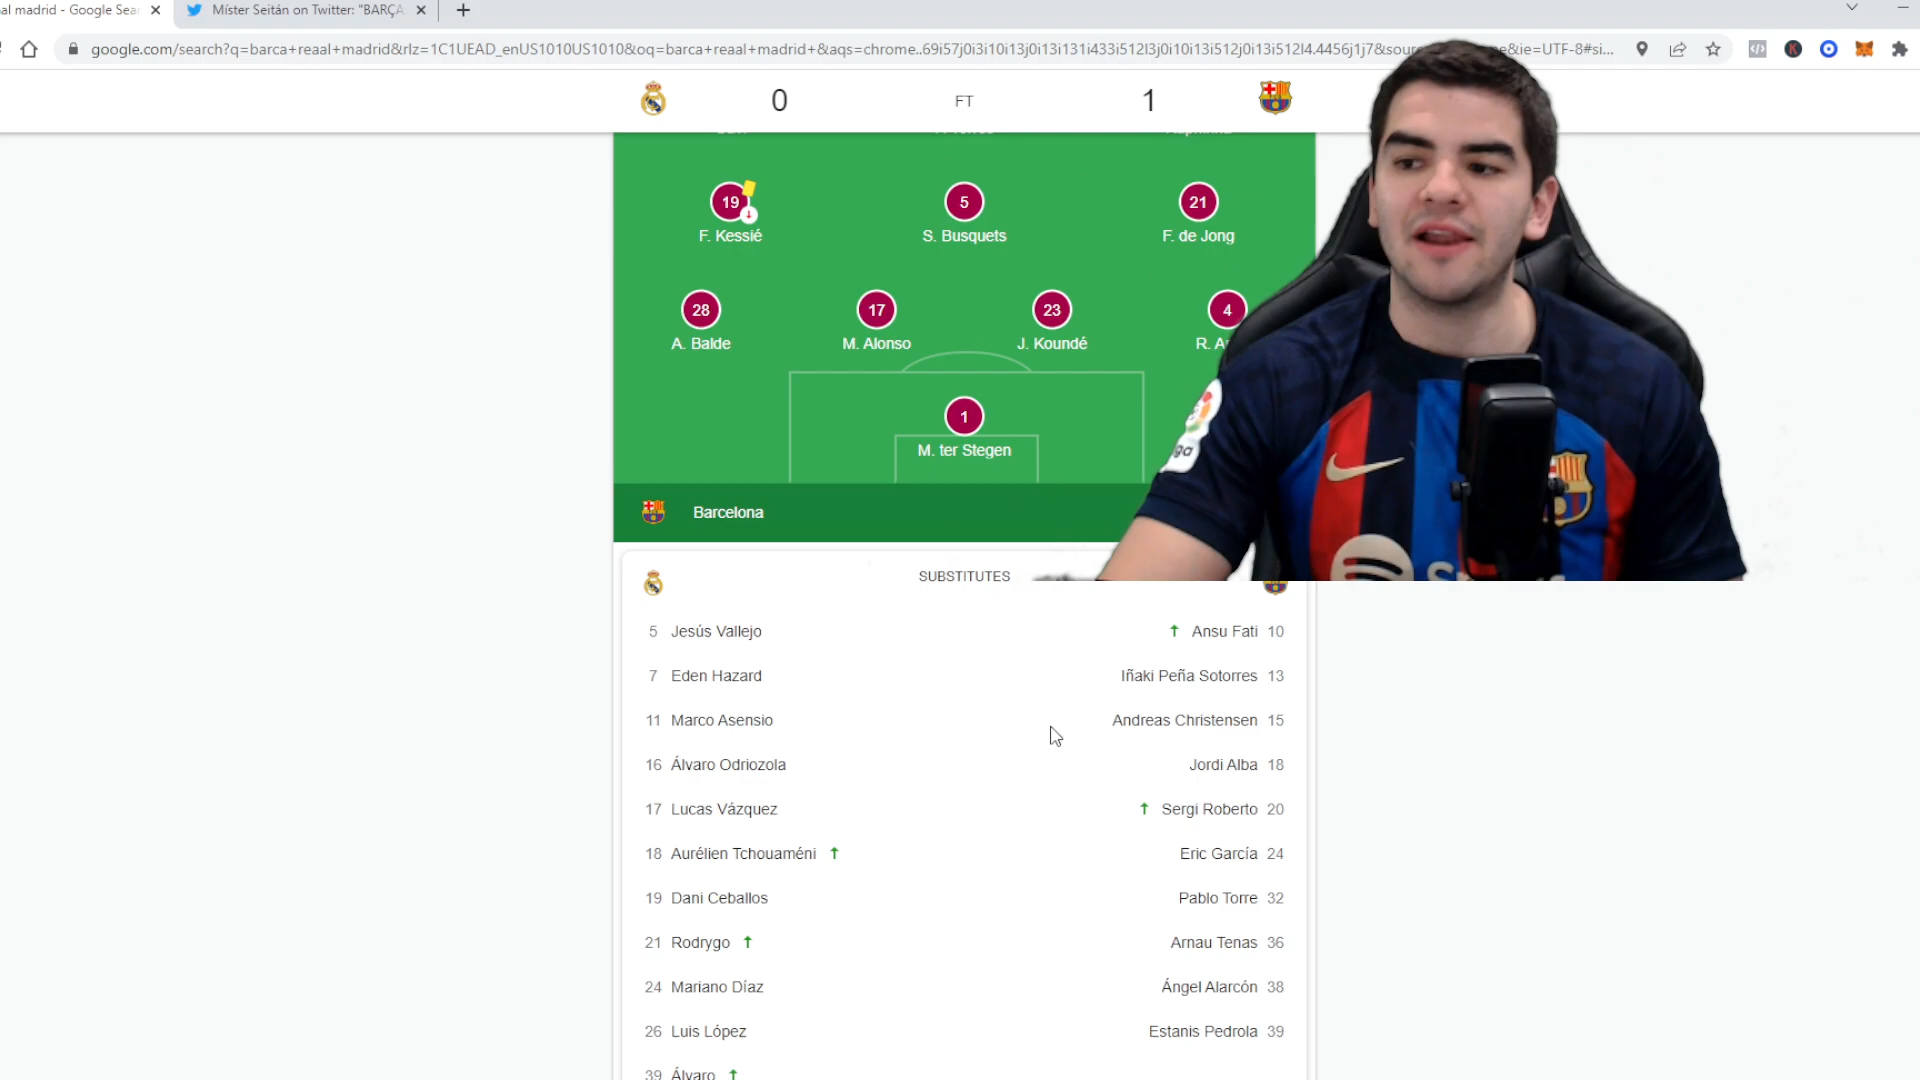 al madrid - Google Sea
Míster Seitán on Twitter: "BARÇA
google.com/search?q=barca+reaal+madrid&rlz=1C1UEAD_enUS1010US1010&oq=barca+reaal+madrid+&aqs=chrome..69i57j0i3i10i13j0i13i131i433i512l3j0i10i13i512j0i13i512l4.4456j1j7&sour
e&ie=UTF-8#si...
0 FT 1
19 5 21
F. Kessié S. Busquets F. de Jong
28 17 23 4
A. Balde M. Alonso J. Koundé R. A
1
M. ter Stegen
Barcelona
SUBSTITUTES
5 Jesús Vallejo Ansu Fati 10
7 Eden Hazard Iñaki Peña Sotorres 13
11 Marco Asensio Andreas Christensen 15
16 Álvaro Odriozola Jordi Alba 18
17 Lucas Vázquez Sergi Roberto 20
18 Aurélien Tchouaméni Eric García 24
19 Dani Ceballos Pablo Torre 32
21 Rodrygo Arnau Tenas 36
24 Mariano Díaz Ángel Alarcón 38
26 Luis López Estanis Pedrola 39
39 Álvaro